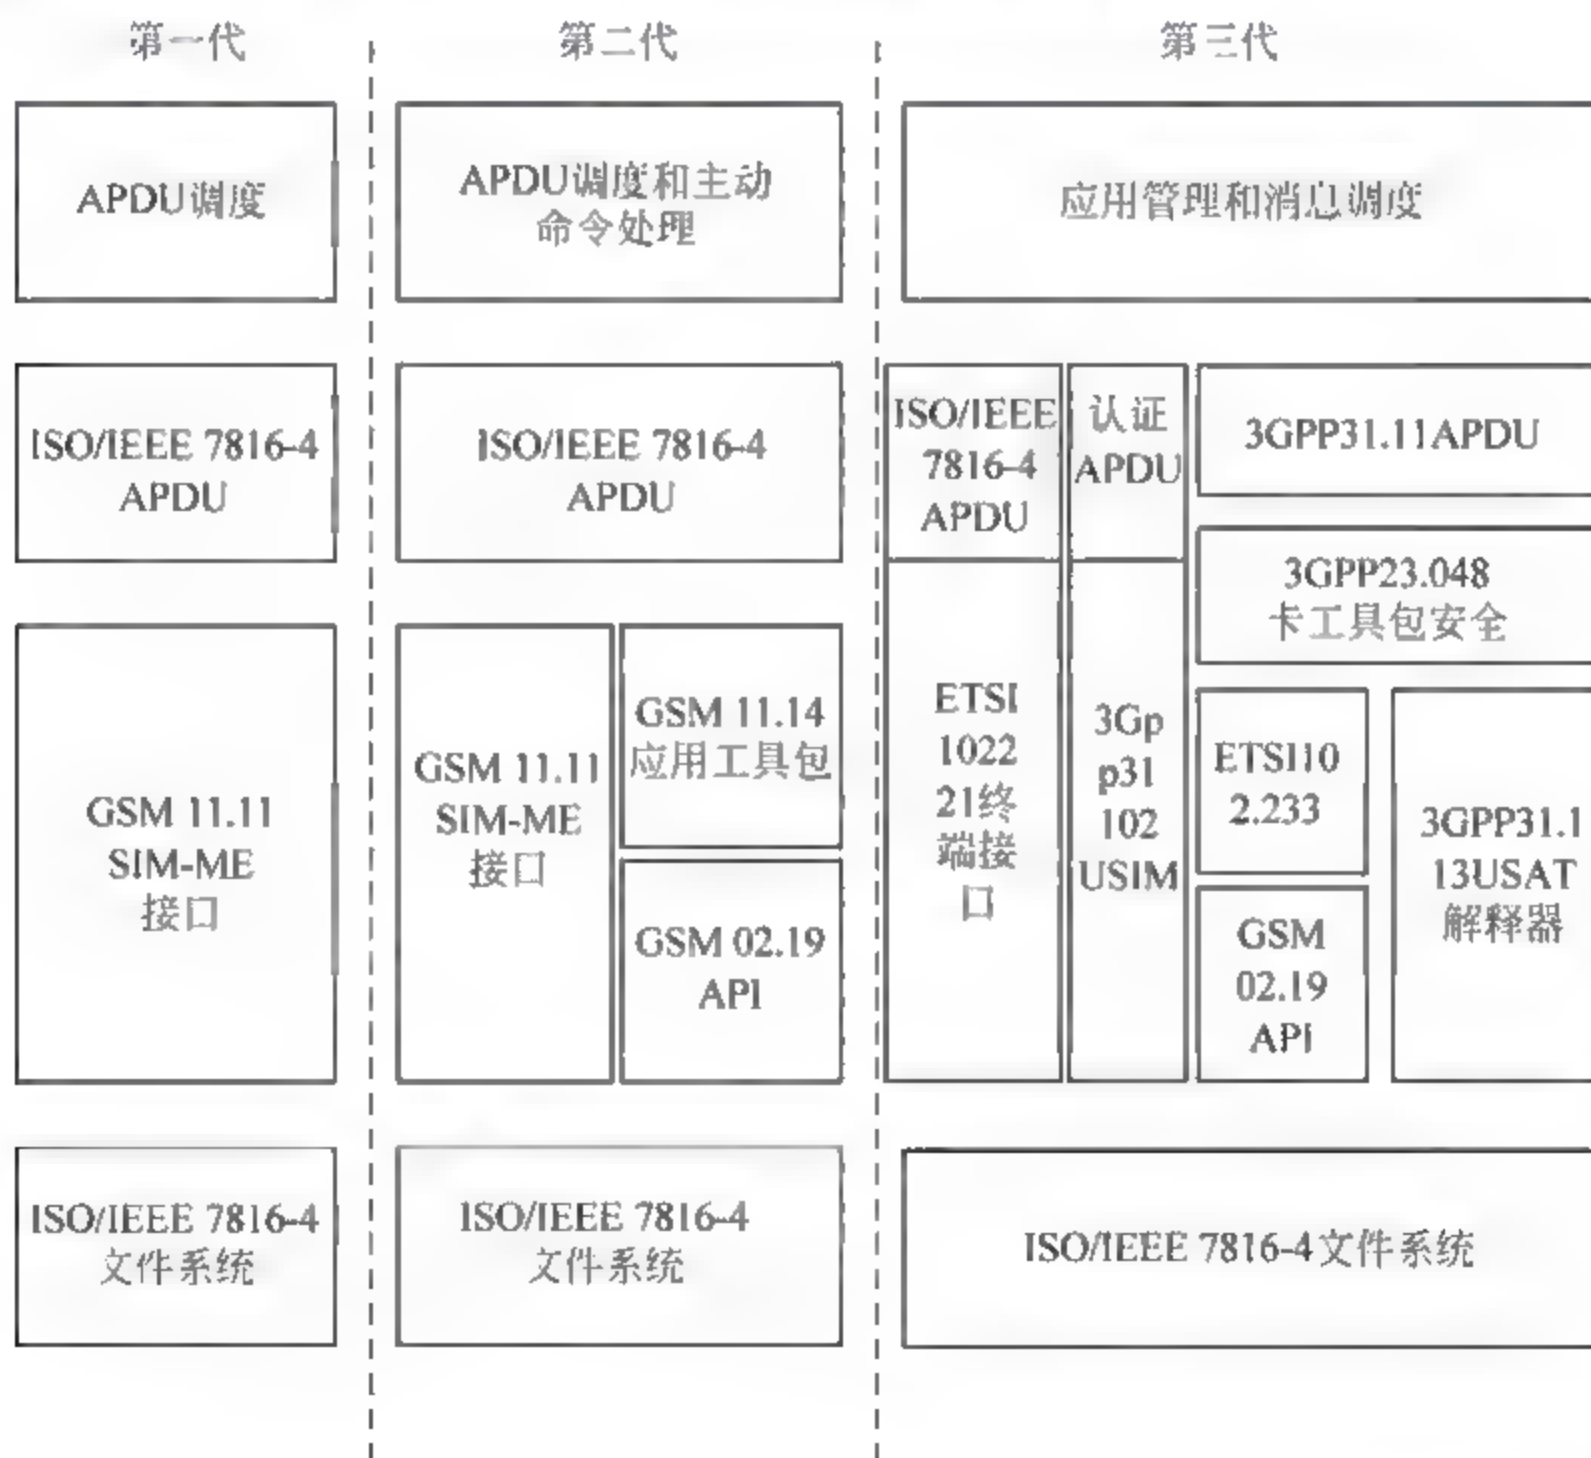 第一代
第二代
第三代
APDU调度
APDU调度和主动
命令处理
应用管理和消息调度
ISO/IEEE 7816-4
APDU
ISO/IEEE 7816-4
APDU
ISO/IEEE
7816-4
APDU
认证
APDU
3GPP31.11APDU
3GPP23.048
卡工具包安全
GSM 11.11
SIM-ME
接口
GSM 11.11
SIM-ME
接口
GSM 11.14
应用工具包
GSM 02.19
API
ETSI
1022
21终
端接
口
3Gp
p31
102
USIM
ETSI10
2.233
GSM
02.19
API
3GPP31.1
13USAT
解释器
ISO/IEEE 7816-4
文件系统
ISO/IEEE 7816-4
文件系统
ISO/IEEE 7816-4文件系统